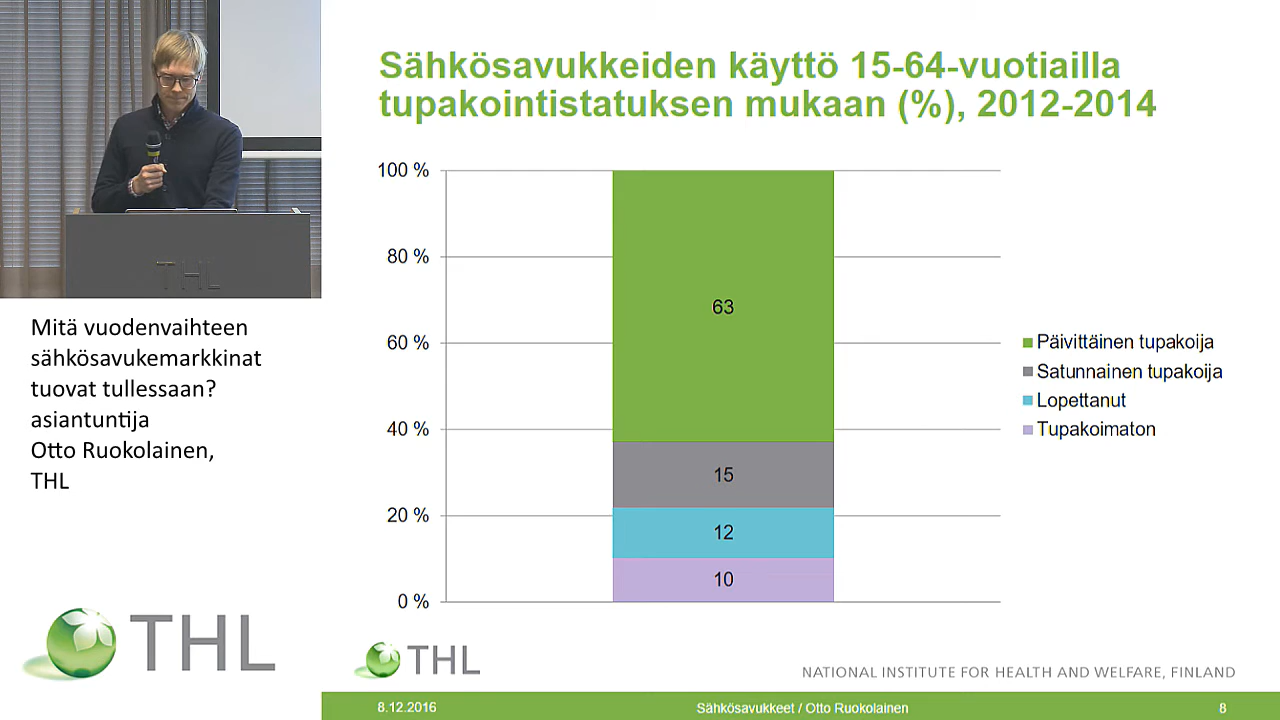 THL
Mitä vuodenvaihteen
sähkösavukemarkkinat
tuovat tullessaan?
asiantuntija
Otto Ruokolainen,
THL
THL
Sähkösavukkeiden käyttö 15-64-vuotiailla
tupakointistatuksen mukaan (%), 2012-2014
100 %
80 %
60 %
40 %
20 %
0 %
63
15
12
10
Päivittäinen tupakoija
Satunnainen tupakoija
Lopettanut
Tupakoimaton
THL
NATIONAL INSTITUTE FOR HEALTH AND WELFARE, FINLAND
8.12.2016
Sähkösavukkeet / Otto Ruokolainen
8